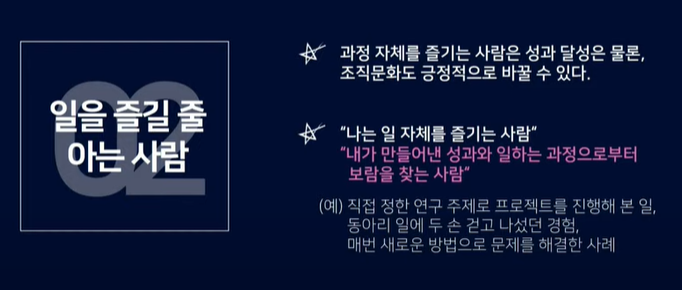 02
일을 즐길 줄
아는 사람
과정 자체를 즐기는 사람은 성과 달성은 물론,
조직문화도 긍정적으로 바꿀 수 있다.
"나는 일 자체를 즐기는 사람"
"내가 만들어낸 성과와 일하는 과정으로부터
보람을 찾는 사람"
(예) 직접 정한 연구 주제로 프로젝트를 진행해 본 일,
동아리 일에 두 손 걷고 나섰던 경험,
매번 새로운 방법으로 문제를 해결한 사례